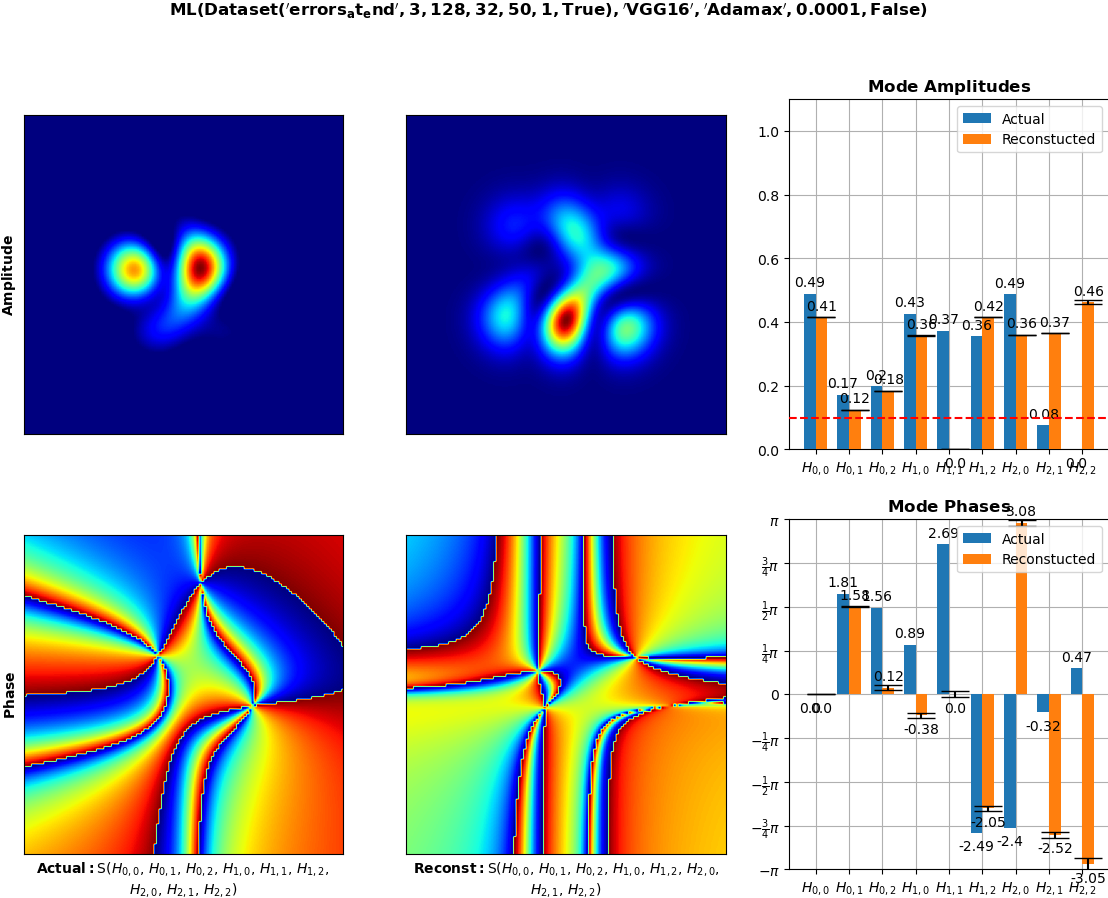 ML(Dataset('errors_at_end', 3, 128, 32, 50, 1, True), 'VGG16', 'Adamax', 0.0001, False)
Amplitude
Mode Amplitudes
Actual
Reconstucted
1.0
0.8
0.6
0.4
0.2
0.0
0.49 0.17 0.2 0.43 0.37 0.36 0.49 0.08 0.0
0.41 0.12 0.18 0.36 0.0 0.42 0.36 0.37 0.46
H0,0 H0,1 H0,2 H1,0 H1,1 H1,2 H2,0 H2,1 H2,2
Phase
Mode Phases
Actual
Reconstucted
π
3/4π
1/2π
1/4π
0
−1/4π
−1/2π
−3/4π
−π
0.0 1.81 1.56 0.89 2.69 -2.49 -2.4 -0.32 0.47
0.0 1.58 0.12 -0.38 0.0 -2.05 3.08 -2.52 -3.05
H0,0 H0,1 H0,2 H1,0 H1,1 H1,2 H2,0 H2,1 H2,2
Actual: S(H0,0, H0,1, H0,2, H1,0, H1,1, H1,2,
H2,0, H2,1, H2,2)
Reconst: S(H0,0, H0,1, H0,2, H1,0, H1,2, H2,0,
H2,1, H2,2)